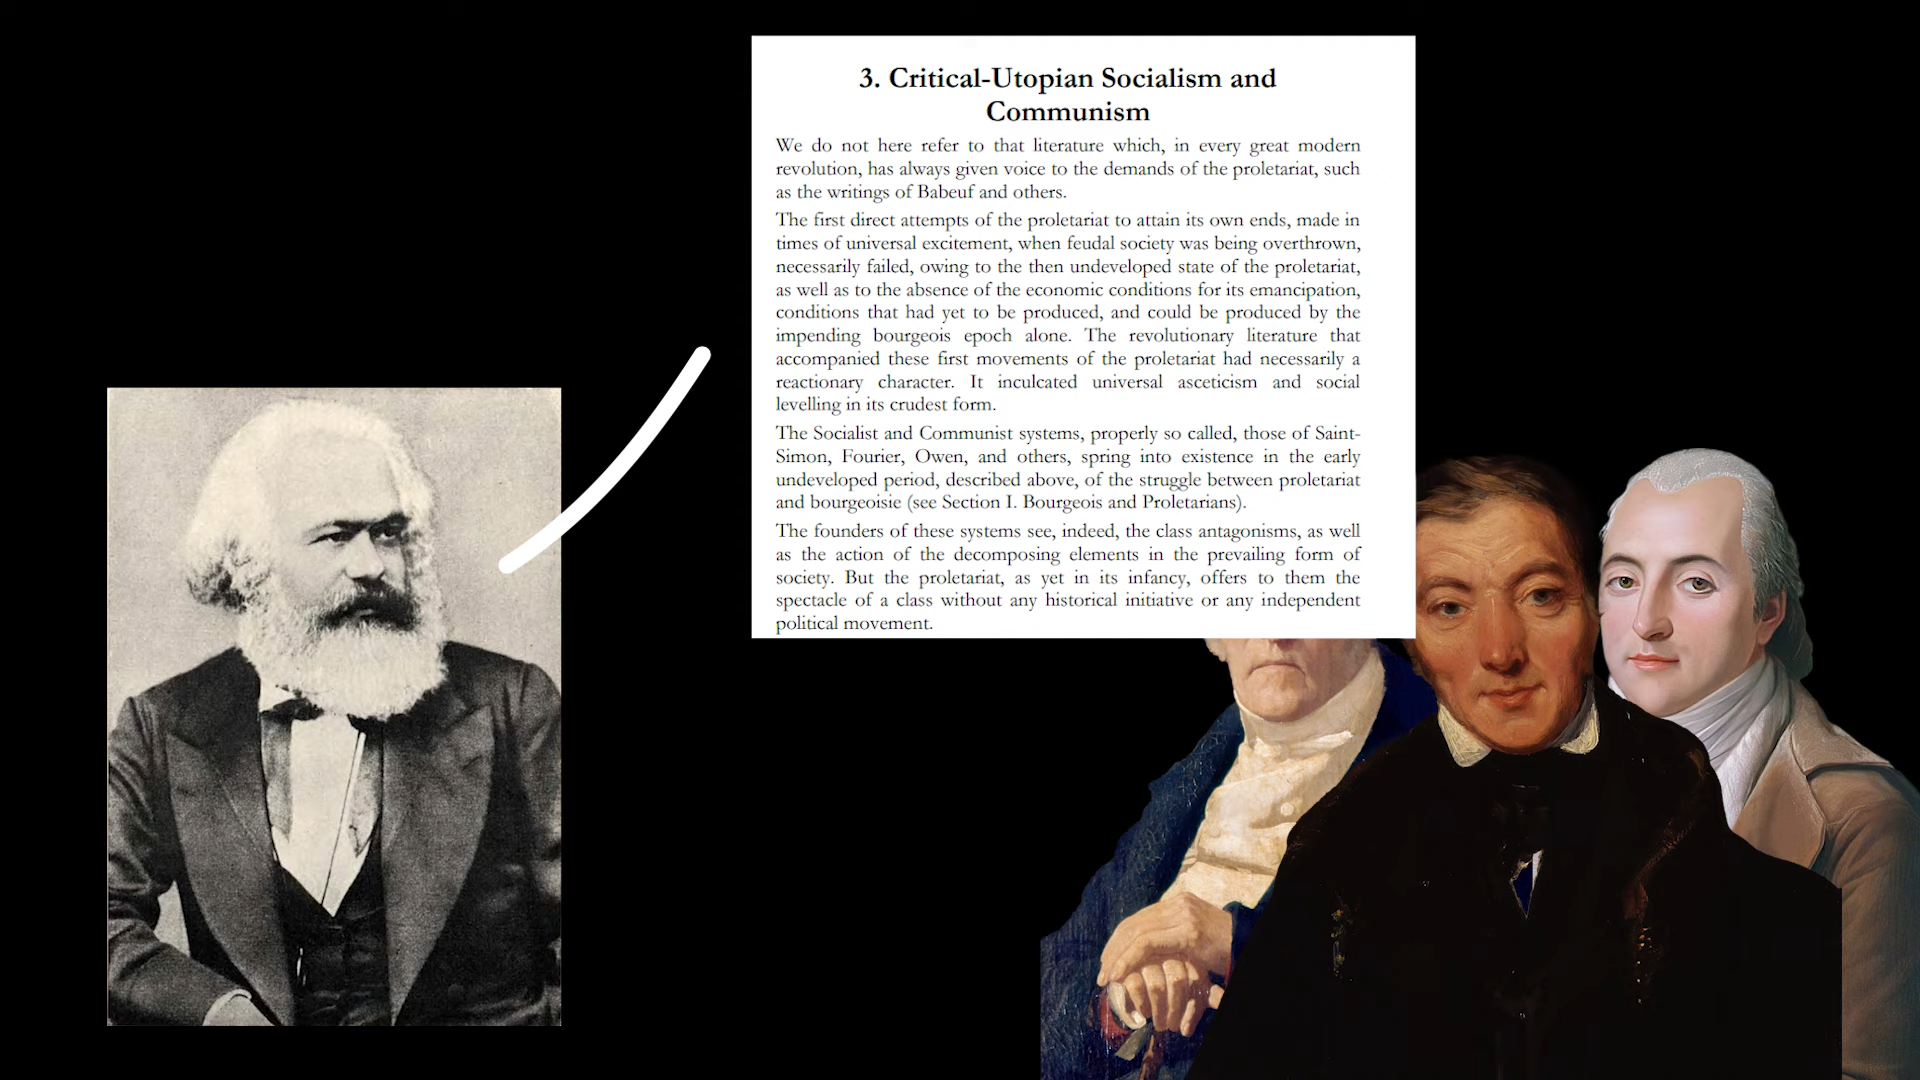 3. Critical-Utopian Socialism and
Communism
We do not here refer to that literature which, in every great modern
revolution, has always given voice to the demands of the proletariat, such
as the writings of Babeuf and others.
The first direct attempts of the proletariat to attain its own ends, made in
times of universal excitement, when feudal society was being overthrown,
necessarily failed, owing to the then undeveloped state of the proletariat,
as well as to the absence of the economic conditions for its emancipation,
conditions that had yet to be produced, and could be produced by the
impending bourgeois epoch alone. The revolutionary literature that
accompanied these first movements of the proletariat had necessarily a
reactionary character. It inculcated universal asceticism and social
levelling in its crudest form.
The Socialist and Communist systems, properly so called, those of Saint-
Simon, Fourier, Owen, and others, spring into existence in the early
undeveloped period, described above, of the struggle between proletariat
and bourgeoisie (see Section I. Bourgeois and Proletarians).
The founders of these systems see, indeed, the class antagonisms, as well
as the action of the decomposing elements in the prevailing form of
society. But the proletariat, as yet in its infancy, offers to them the
spectacle of a class without any historical initiative or any independent
political movement.